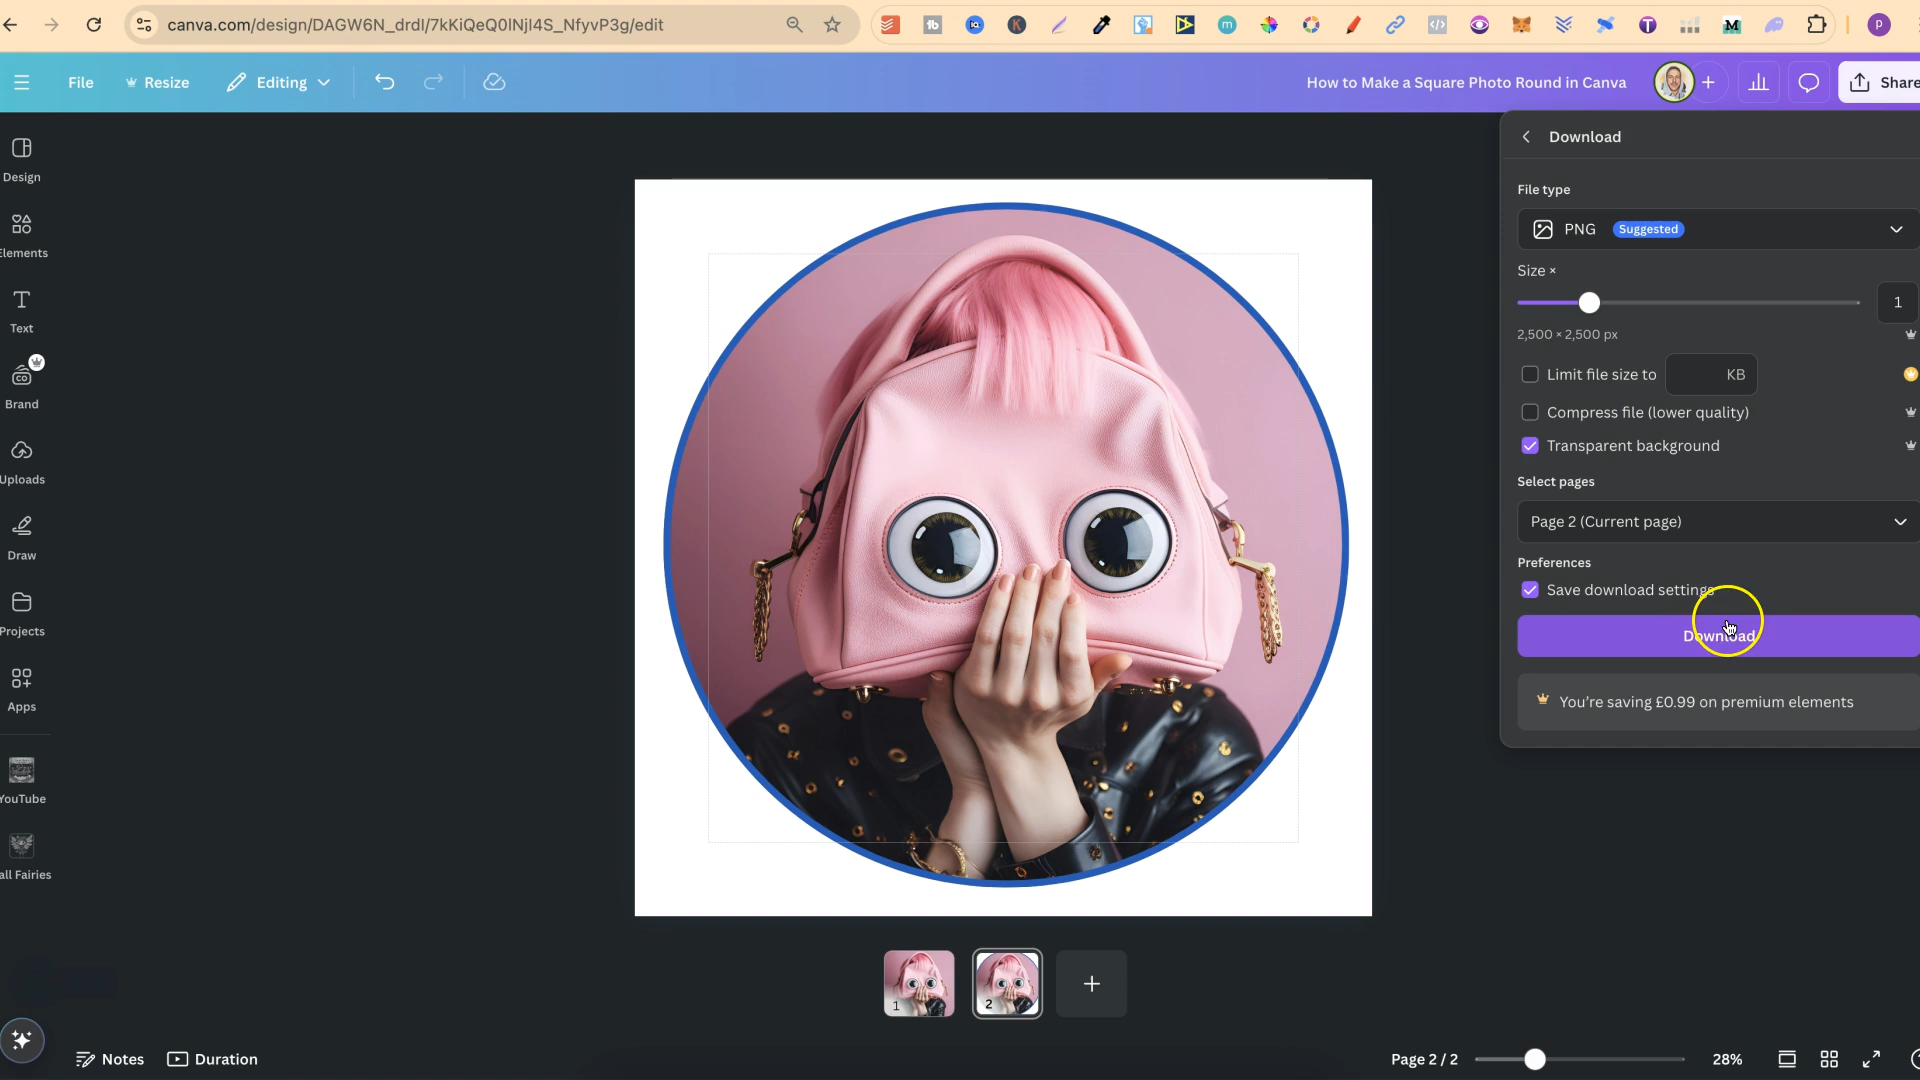 canva.com/design/DAGW6N_drdI/7kKiQeQ0lNjl4S_NfyvP3g/edit
File
Resize
Editing
How to Make a Square Photo Round in Canva
Share
Design
Elements
Text
Brand
Uploads
Draw
Projects
Apps
YouTube
all Fairies
Download
File type
PNG
Suggested
Size ×
1
2,500 × 2,500 px
Limit file size to
KB
Compress file (lower quality)
Transparent background
Select pages
Page 2 (Current page)
Preferences
Save download settings
Download
You're saving £0.99 on premium elements
1
2
Notes
Duration
Page 2 / 2
28%